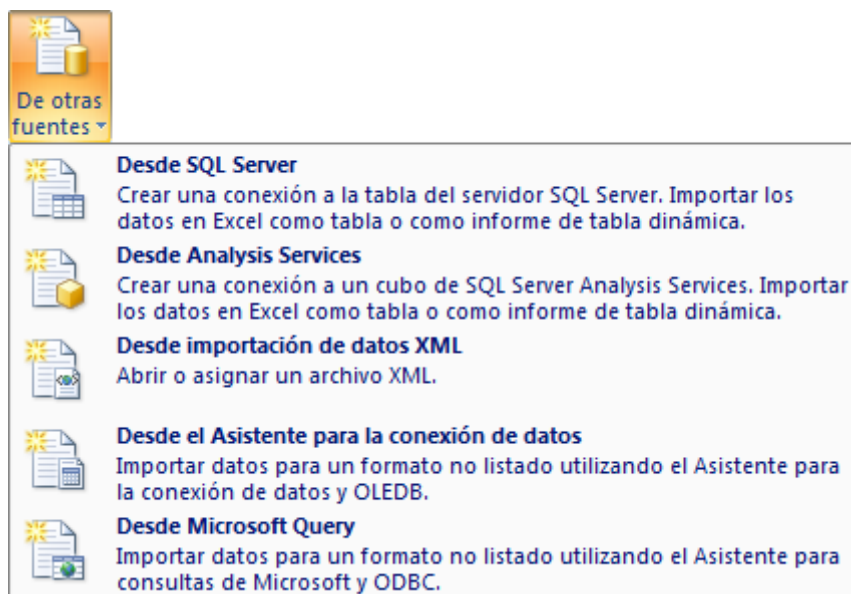 De otras
fuentes
Desde SQL Server
Crear una conexión a la tabla del servidor SQL Server. Importar los
datos en Excel como tabla o como informe de tabla dinámica.
Desde Analysis Services
Crear una conexión a un cubo de SQL Server Analysis Services. Importar
los datos en Excel como tabla o como informe de tabla dinámica.
Desde importación de datos XML
Abrir o asignar un archivo XML.
Desde el Asistente para la conexión de datos
Importar datos para un formato no listado utilizando el Asistente para
la conexión de datos y OLEDB.
Desde Microsoft Query
Importar datos para un formato no listado utilizando el Asistente para
consultas de Microsoft y ODBC.